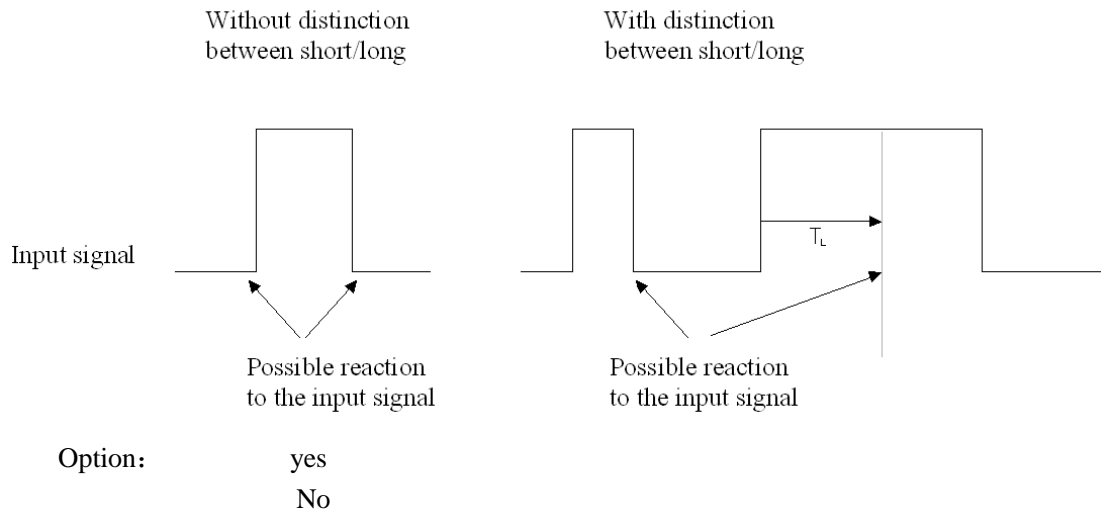 Without distinction
between short/long
With distinction
between short/long
Input signal
T_L
Possible reaction
to the input signal
Possible reaction
to the input signal
Option： yes
No